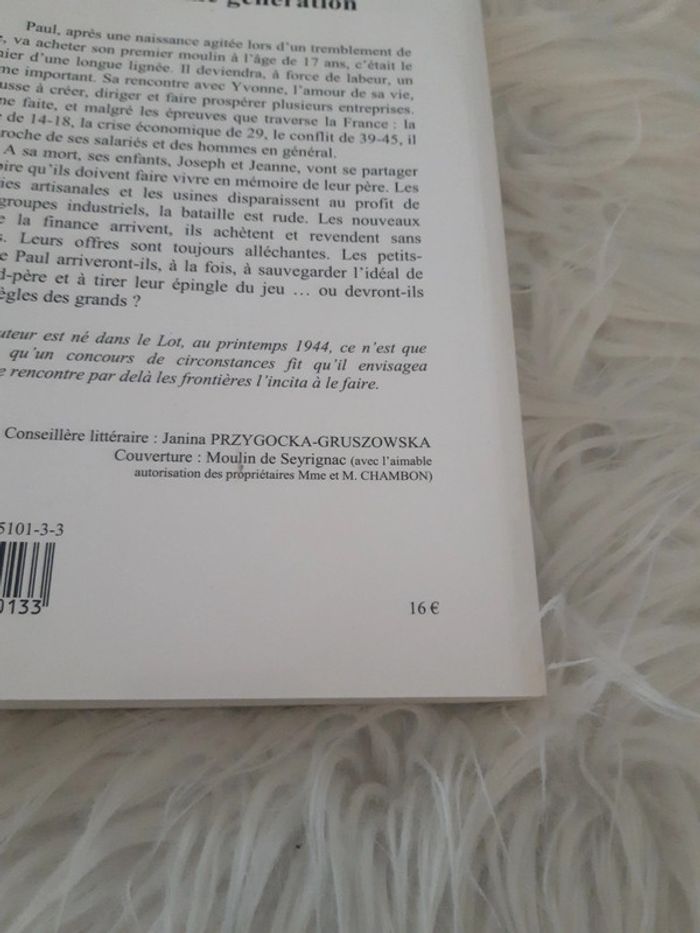 génération
Paul, après une naissance agitée lors d'un tremblement de
va acheter son premier moulin à l'âge de 17 ans, c'était le
d'une longue lignée. Il deviendra, à force de labeur, un
important. Sa rencontre avec Yvonne, l'amour de sa vie,
à créer, diriger et faire prospérer plusieurs entreprises.
faite, et malgré les épreuves que traverse la France : la
de 14-18, la crise économique de 29, le conflit de 39-45, il
de ses salariés et des hommes en général.
A sa mort, ses enfants, Joseph et Jeanne, vont se partager
qu'ils doivent faire vivre en mémoire de leur père. Les
artisanales et les usines disparaissent au profit de
groupes industriels, la bataille est rude. Les nouveaux
la finance arrivent, ils achètent et revendent sans
Leurs offres sont toujours alléchantes. Les petits-
Paul arriveront-ils, à la fois, à sauvegarder l'idéal de
d-père et à tirer leur épingle du jeu ... ou devront-ils
règles des grands ?
uteur est né dans le Lot, au printemps 1944, ce n'est que
qu'un concours de circonstances fit qu'il envisagea
rencontre par delà les frontières l'incita à le faire.
Conseillère littéraire : Janina PRZYGOCKA-GRUSZOWSKA
Couverture : Moulin de Seyrignac (avec l'aimable
autorisation des propriétaires Mme et M. CHAMBON)
5101-3-3
0133
16 €